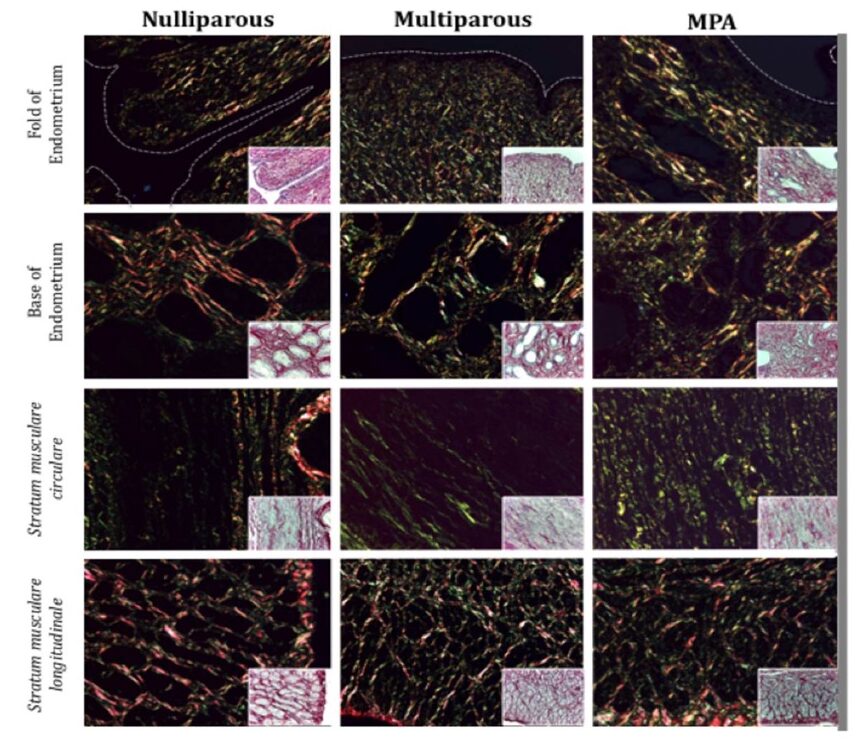 Nulliparous Multiparous MPA
Fold of
Endometrium
Base of
Endometrium
Stratum musculare
circulare
Stratum musculare
longitudinale